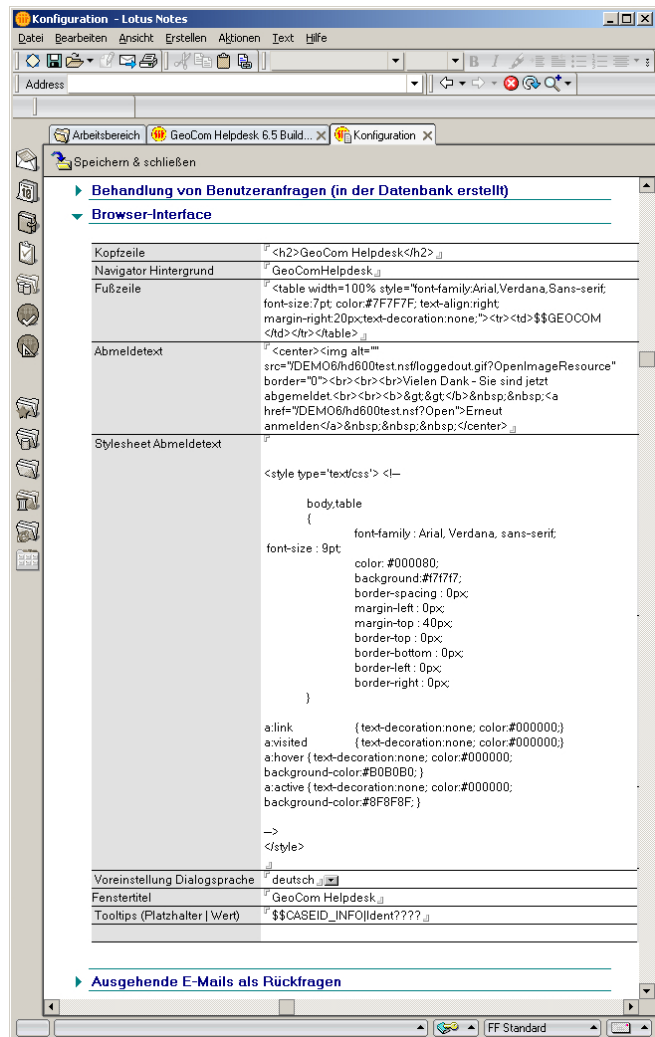 Konfiguration - Lotus Notes
Datei Bearbeiten Ansicht Erstellen Aktionen Text Hilfe
B I
Address
Arbeitsbereich GeoCom Helpdesk 6.5 Build... Konfiguration
Speichern & schließen
Behandlung von Benutzeranfragen (in der Datenbank erstellt)
Browser-Interface
Kopfzeile <h2>GeoCom Helpdesk</h2>
Navigator Hintergrund GeoComHelpdesk
Fußzeile <table width=100% style="font-family:Arial,Verdana,Sans-serif;
font-size:7pt; color:#7F7F7F; text-align:right;
margin-right:20px;text-decoration:none;"><tr><td>$$GEOCOM
</td></tr></table>
Abmeldetext <center><img alt=""
src="/DEMO6/hd600test.nsf/loggedout.gif?OpenImageResource"
border="0"><br><br><br>Vielen Dank - Sie sind jetzt
abgemeldet.<br><br><b>&gt;&gt;</b>&nbsp;&nbsp;<a
href="/DEMO6/hd600test.nsf?Open">Erneut
anmelden</a>&nbsp;&nbsp;&nbsp;</center>
Stylesheet Abmeldetext
<style type='text/css'> <!--
body,table
{
font-family : Arial, Verdana, sans-serif;
font-size : 9pt;
color: #000080;
background:#f7f7f7;
border-spacing : 0px;
margin-left : 0px;
margin-top : 40px;
border-top : 0px;
border-bottom : 0px;
border-left : 0px;
border-right : 0px;
}
a:link {text-decoration:none; color:#000000;}
a:visited {text-decoration:none; color:#000000;}
a:hover { text-decoration:none; color:#000000;
background-color:#B0B0B0; }
a:active { text-decoration:none; color:#000000;
background-color:#8F8F8F; }
-->
</style>
Voreinstellung Dialogsprache deutsch
Fenstertitel GeoCom Helpdesk
Tooltips (Platzhalter | Wert) $$CASEID_INFO|Ident????
Ausgehende E-Mails als Rückfragen
FF Standard